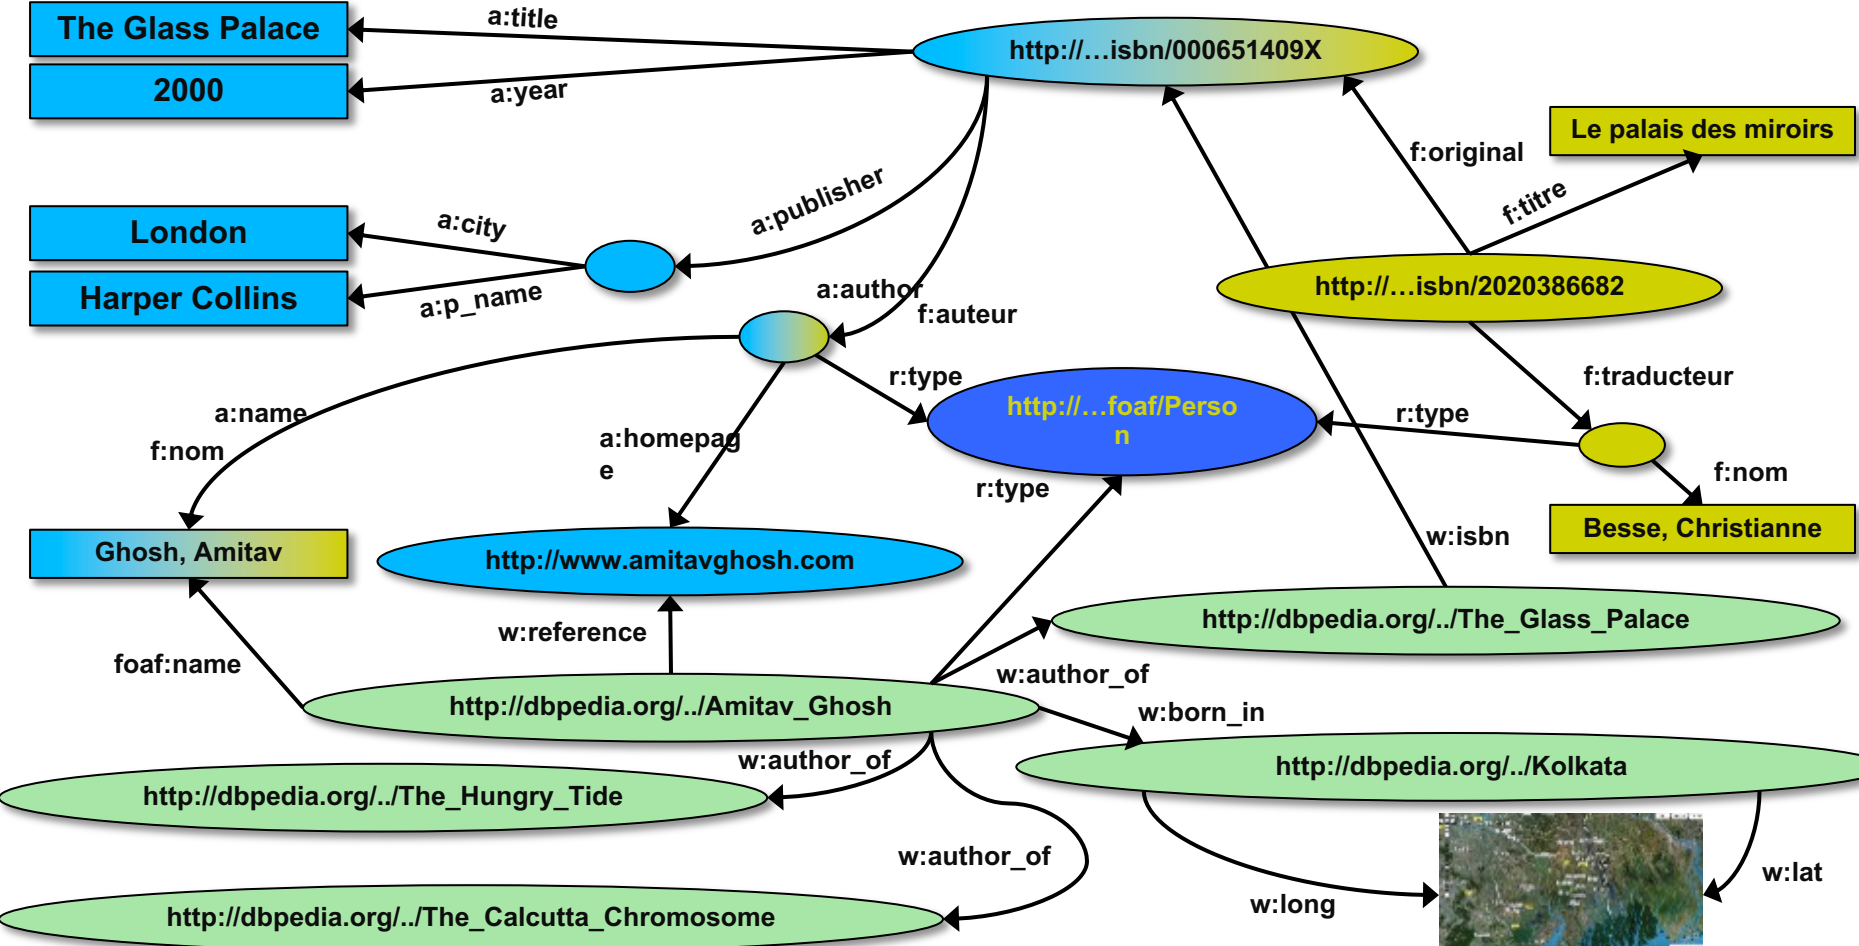 The Glass Palace
a:title
http://…isbn/000651409X
2000
a:year
Le palais des miroirs
f:original
f:titre
a:publisher
London
a:city
Harper Collins
a:p_name
a:author
f:auteur
http://…isbn/2020386682
r:type
f:traducteur
http://…foaf/Perso
n
r:type
a:name
f:nom
a:homepag
e
r:type
f:nom
Ghosh, Amitav
http://www.amitavghosh.com
w:isbn
Besse, Christianne
w:reference
http://dbpedia.org/../The_Glass_Palace
foaf:name
w:author_of
http://dbpedia.org/../Amitav_Ghosh
w:born_in
w:author_of
http://dbpedia.org/../Kolkata
http://dbpedia.org/../The_Hungry_Tide
w:author_of
w:lat
w:long
http://dbpedia.org/../The_Calcutta_Chromosome